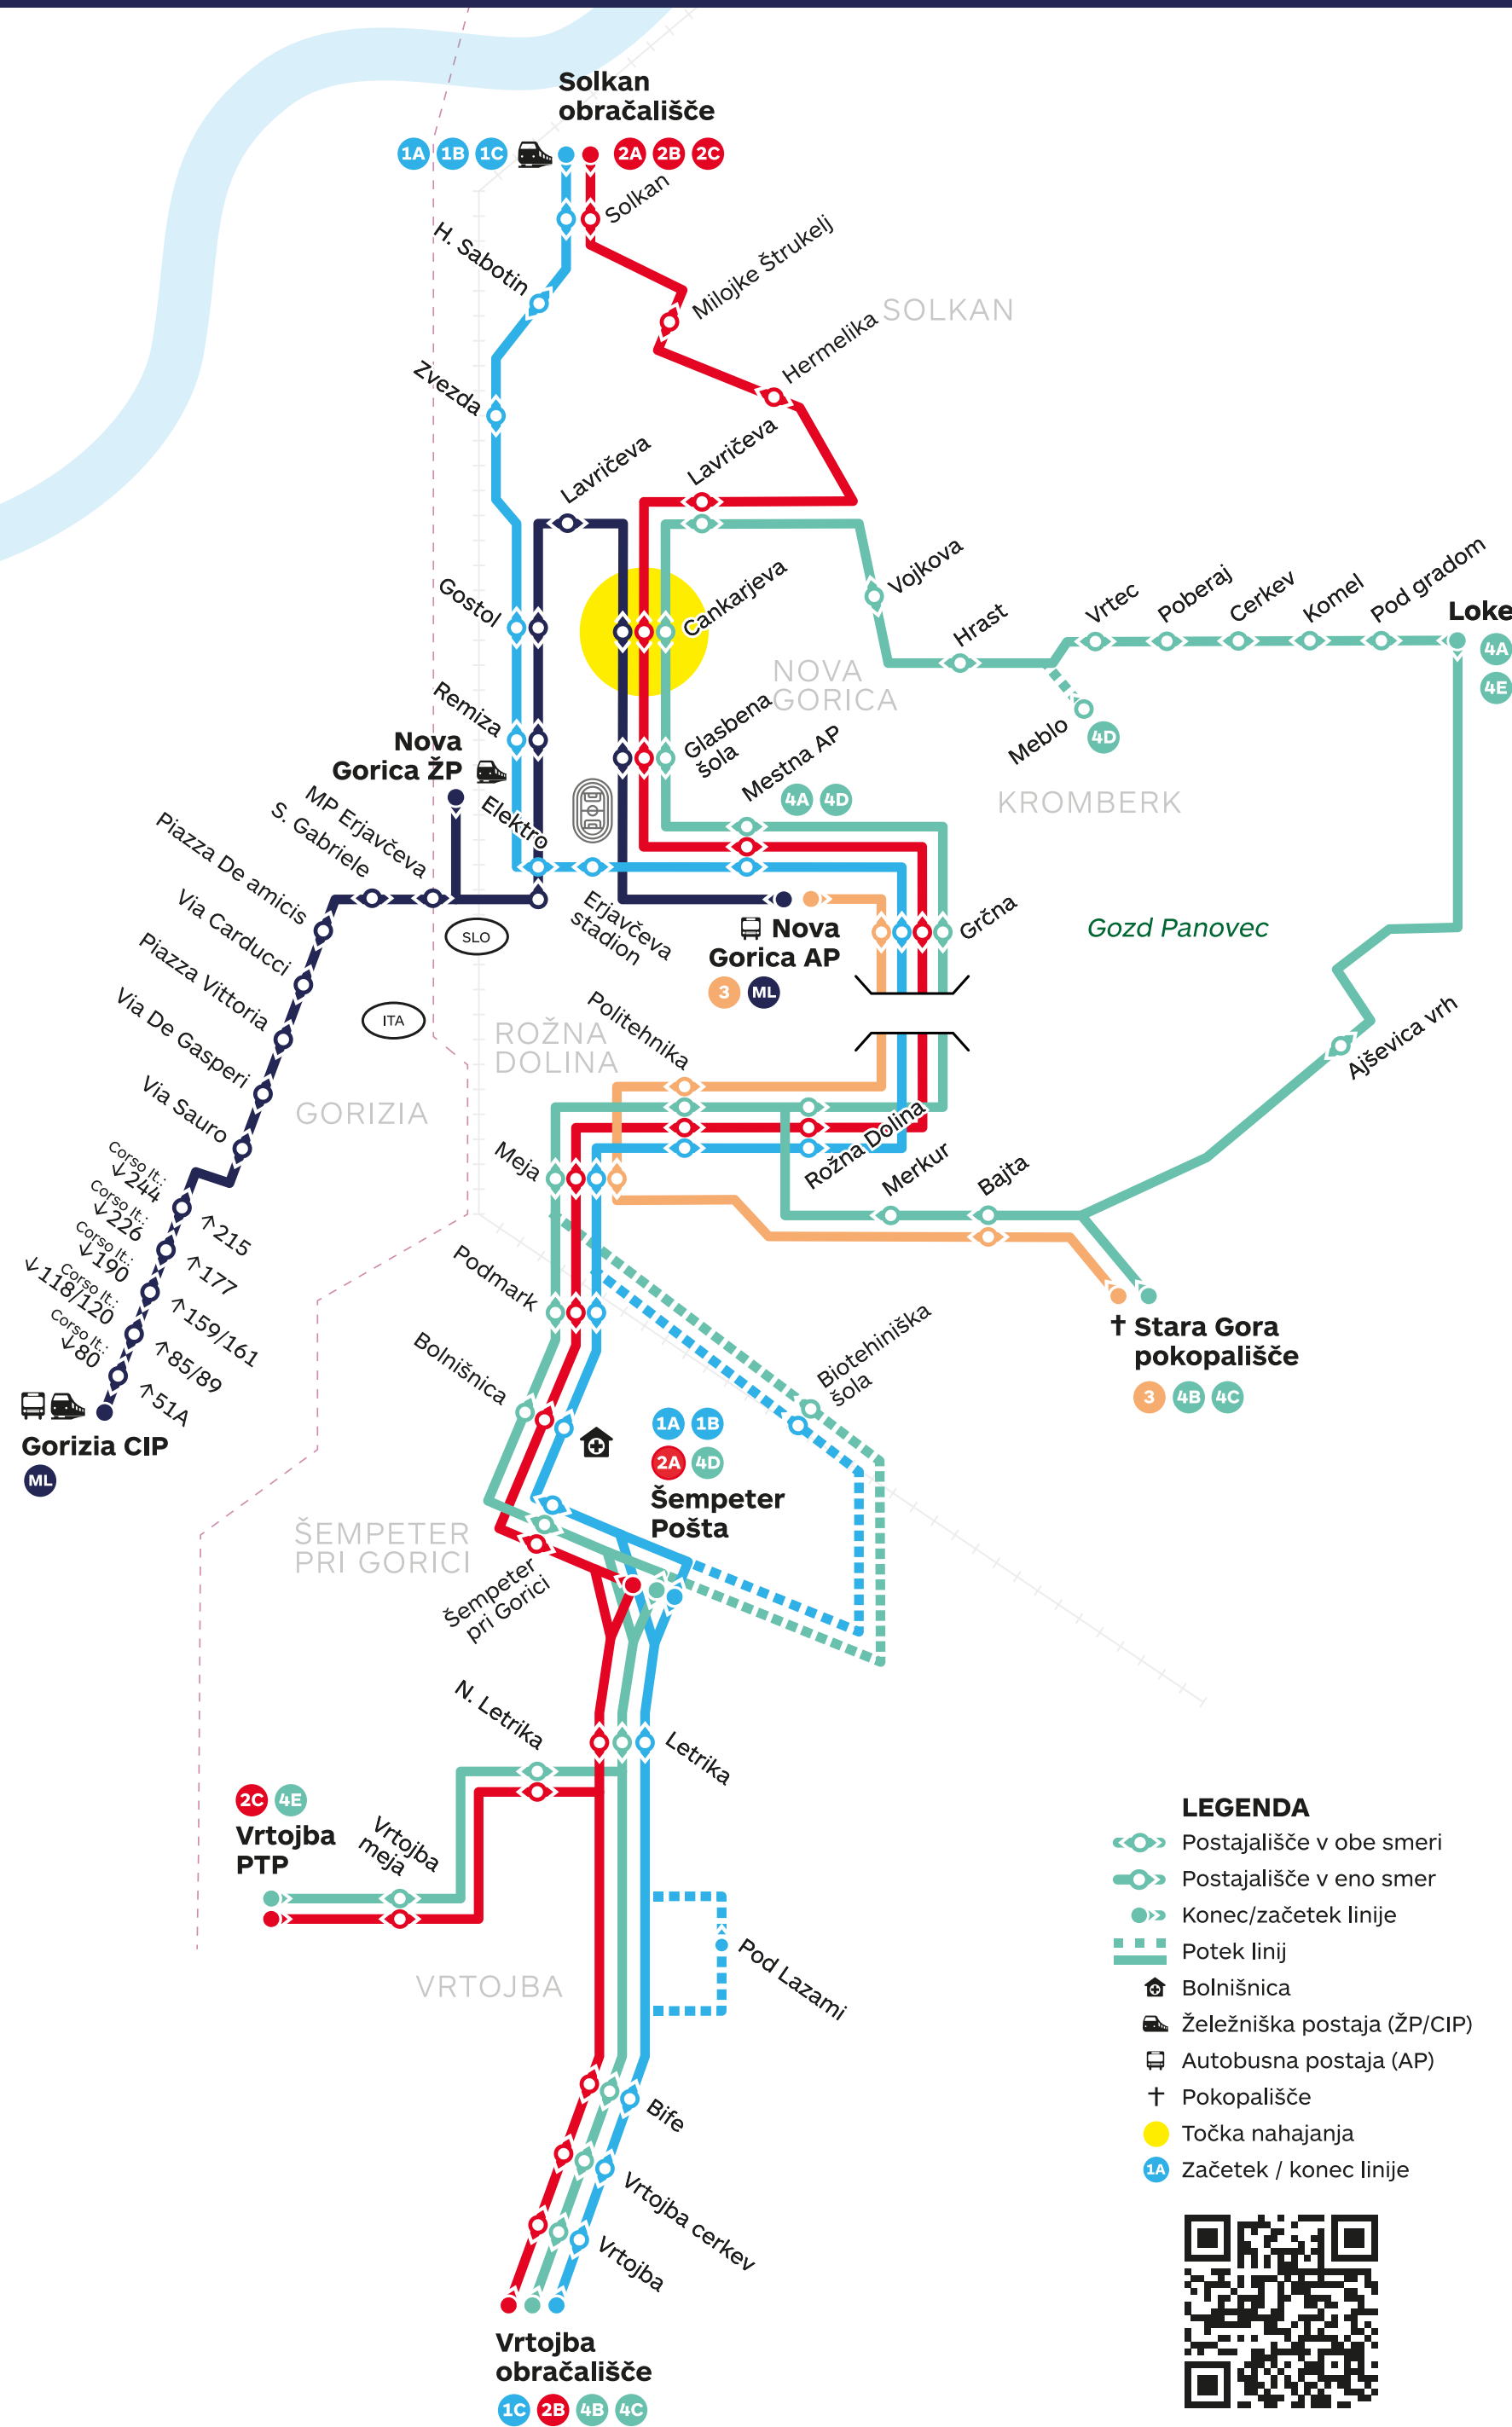 Solkan
obračališče
1A 1B 1C
2A 2B 2C
Solkan
H. Sabotin
Milojke Štrukelj
SOLKAN
Hermelika
Zvezda
Lavričeva
Lavričeva
Gostol
Cankarjeva
Vojkova
Hrast
Vrtec
Poberaj
Cerkev
Komel
Pod gradom
Loke
4A
4E
NOVA
GORICA
Meblo
4D
Remiza
Glasbena
šola
Mestna AP
4A 4D
KROMBERK
Nova
Gorica ŽP
Elektro
MP Erjavčeva
S. Gabriele
Piazza De amicis
Via Carducci
Piazza Vittoria
Via De Gasperi
Via Sauro
SLO
ITA
Erjavčeva
stadion
Nova
Gorica AP
3 ML
Grčna
Gozd Panovec
Ajševica vrh
ROŽNA
DOLINA
Politehnika
GORIZIA
Meja
Rožna Dolina
Merkur
Bajta
Corso It.:
↓244
Corso It.:
↓226
Corso It.:
↓190
Corso It.:
↓118/120
Corso It.:
↓80
↑215
↑177
↑159/161
↑85/89
↑51A
Gorizia CIP
ML
Podmark
Bolnišnica
Biotehiniška
šola
Stara Gora
pokopališče
3 4B 4C
1A 1B
2A 4D
Šempeter
Pošta
ŠEMPETER
PRI GORICI
Šempeter
pri Gorici
N. Letrika
Letrika
2C 4E
Vrtojba
PTP
Vrtojba
meja
VRTOJBA
Pod Lazami
Bife
Vrtojba cerkev
Vrtojba
Vrtojba
obračališče
1C 2B 4B 4C
LEGENDA
Postajališče v obe smeri
Postajališče v eno smer
Konec/začetek linije
Potek linij
Bolnišnica
Želežniška postaja (ŽP/CIP)
Autobusna postaja (AP)
Pokopališče
Točka nahajanja
1A Začetek / konec linije